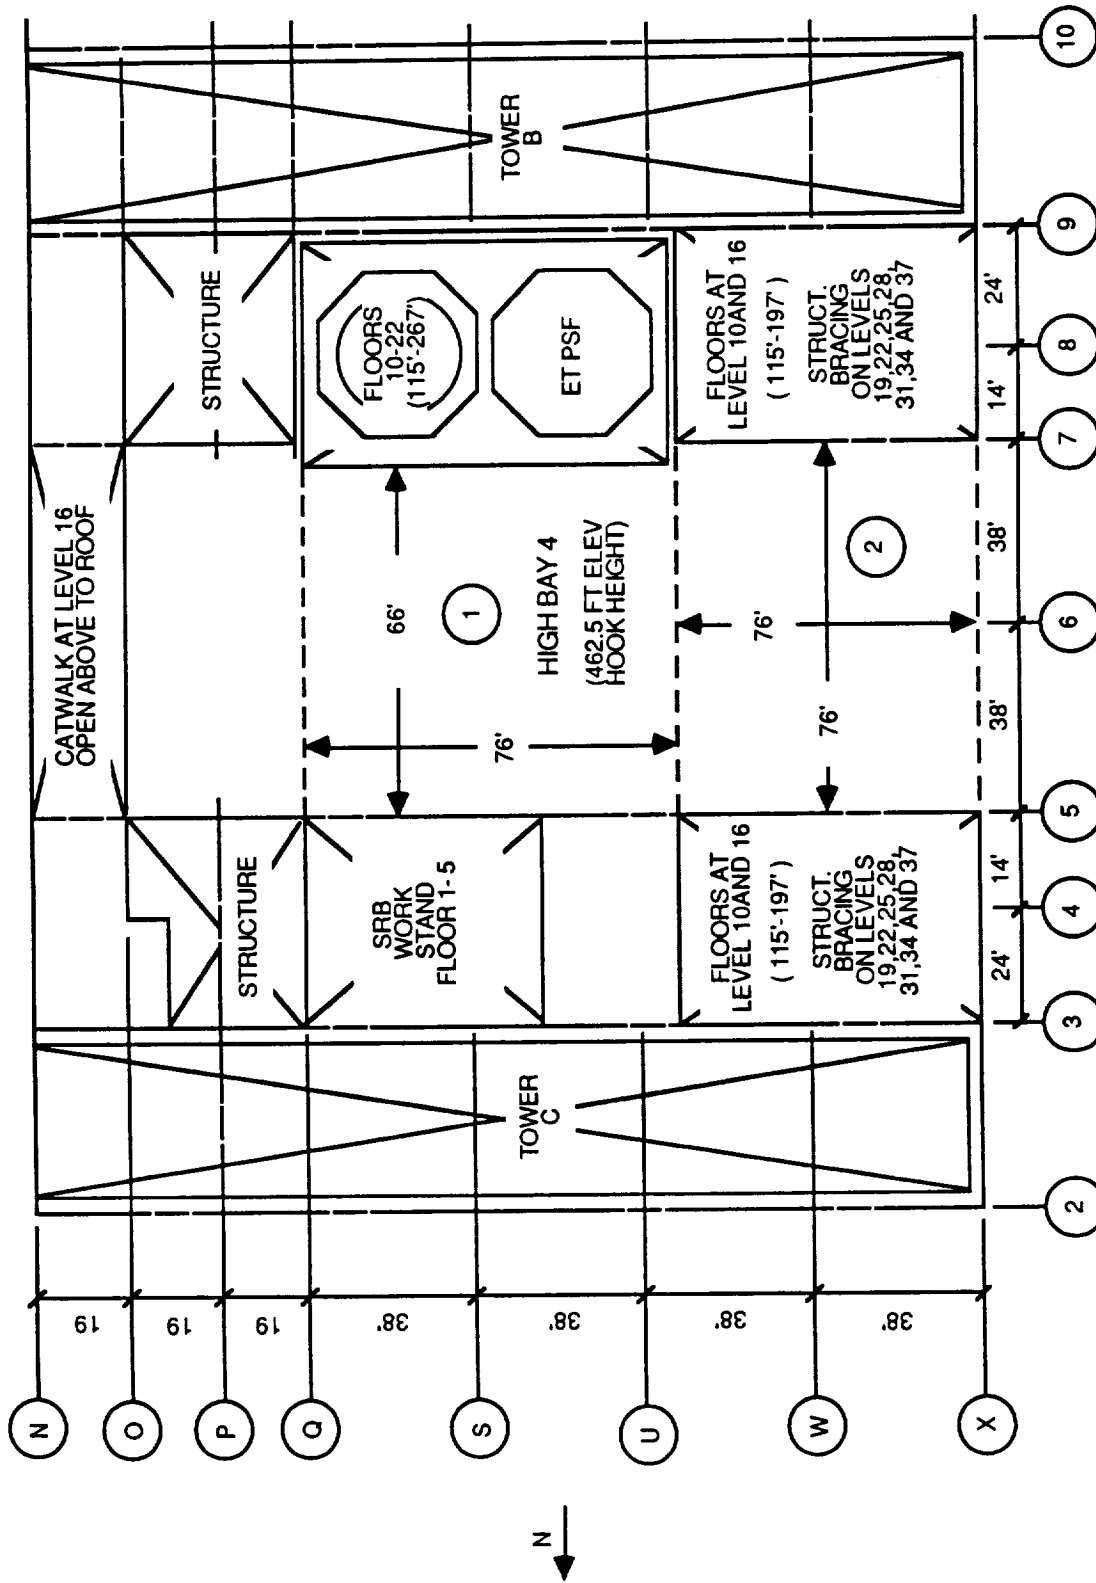 N
O
P
Q
S
U
W
X
19
19
19
38'
38'
38'
38'
N
TOWER
C
TOWER
B
CATWALK AT LEVEL 16
OPEN ABOVE TO ROOF
STRUCTURE
STRUCTURE
SRB
WORK
STAND
FLOOR 1-5
66'
76'
1
HIGH BAY 4
(462.5 FT ELEV
HOOK HEIGHT)
FLOORS
10-22
(115'-267')
ET PSF
FLOORS AT
LEVEL 10AND 16
(115'-197')
STRUCT.
BRACING
ON LEVELS
19,22,25,28,
31,34 AND 37
76'
76'
2
FLOORS AT
LEVEL 10AND 16
(115'-197')
STRUCT.
BRACING
ON LEVELS
19,22,25,28,
31,34 AND 37
24'
14'
38'
38'
14'
24'
2
3
4
5
6
7
8
9
10